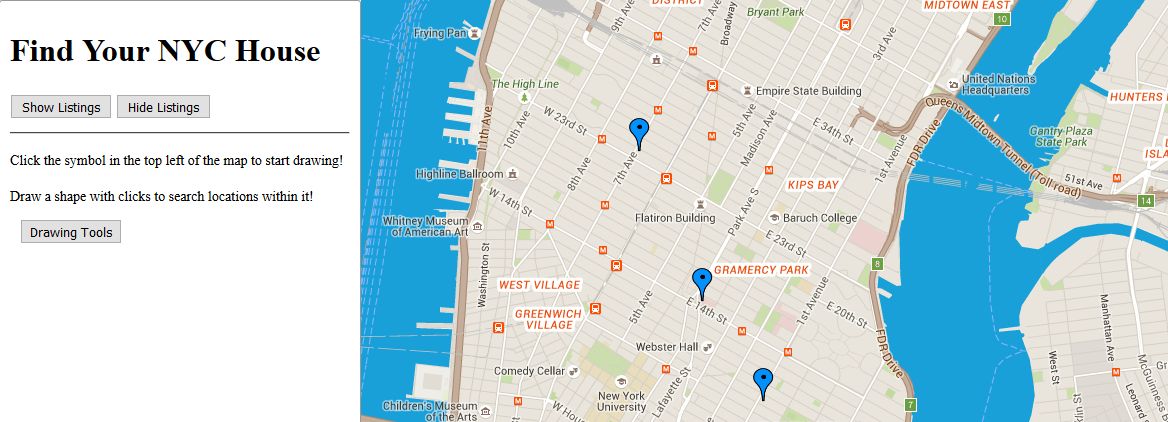 Find Your NYC House
Show Listings
Hide Listings
Click the symbol in the top left of the map to start drawing!
Draw a shape with clicks to search locations within it!
Drawing Tools
DISTRICT
MIDTOWN EAST
Bryant Park
10
Frying Pan
9th Ave
7th Ave
Broadway
3rd Ave
The High Line
Empire State Building
United Nations
Headquarters
HUNTERS
11th Ave
10th Ave
W 23rd St
5th Ave
Madison Ave
E 34th St
FDR Drive
Queens Midtown Tunnel (Toll road)
Gantry Plaza
State Park
1st Avenue
8th Ave
7th Ave
Highline Ballroom
W 14th St
KIPS BAY
51st Ave
14
Whitney Museum
of American Art
Flatiron Building
Park Ave S
Baruch College
E 23rd St
Washington St
8
GRAMERCY PARK
WEST VILLAGE
5th Ave
E 14th St
1st Avenue
E 20th St
GREENWICH
VILLAGE
Webster Hall
FDR Drive
Manhattan Ave
McGuinness B
West St
Comedy Cellar
New York
University
Lafayette St
Children's Museum
of the Arts
W Hou
7
Leonard S